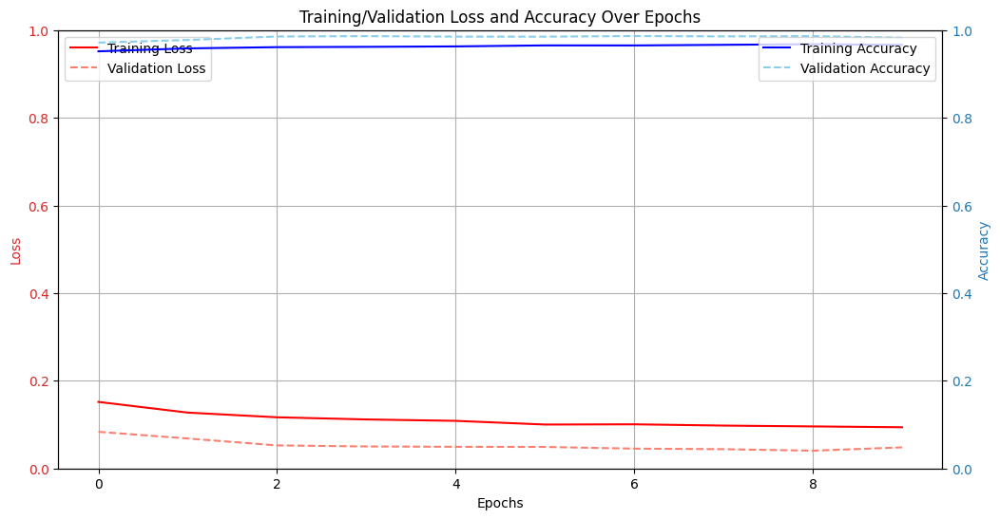 Training/Validation Loss and Accuracy Over Epochs
Training Loss
Validation Loss
Training Accuracy
Validation Accuracy
1.0
0.8
0.6
0.4
0.2
0.0
Loss
1.0
0.8
0.6
0.4
0.2
0.0
Accuracy
0 2 4 6 8
Epochs